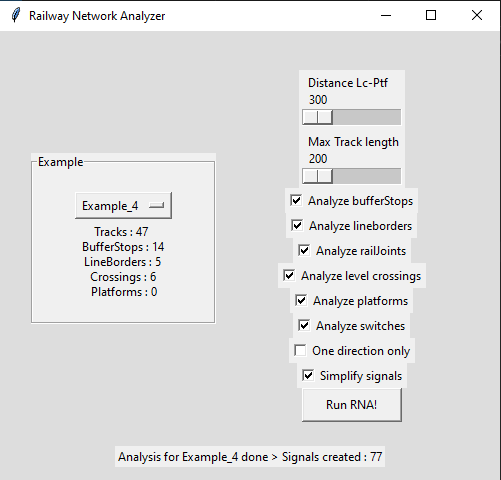 Railway Network Analyzer
Example
Example_4
Tracks : 47
BufferStops : 14
LineBorders : 5
Crossings : 6
Platforms : 0
Distance Lc-Ptf
300
Max Track length
200
Analyze bufferStops
Analyze lineborders
Analyze railJoints
Analyze level crossings
Analyze platforms
Analyze switches
One direction only
Simplify signals
Run RNA!
Analysis for Example_4 done > Signals created : 77